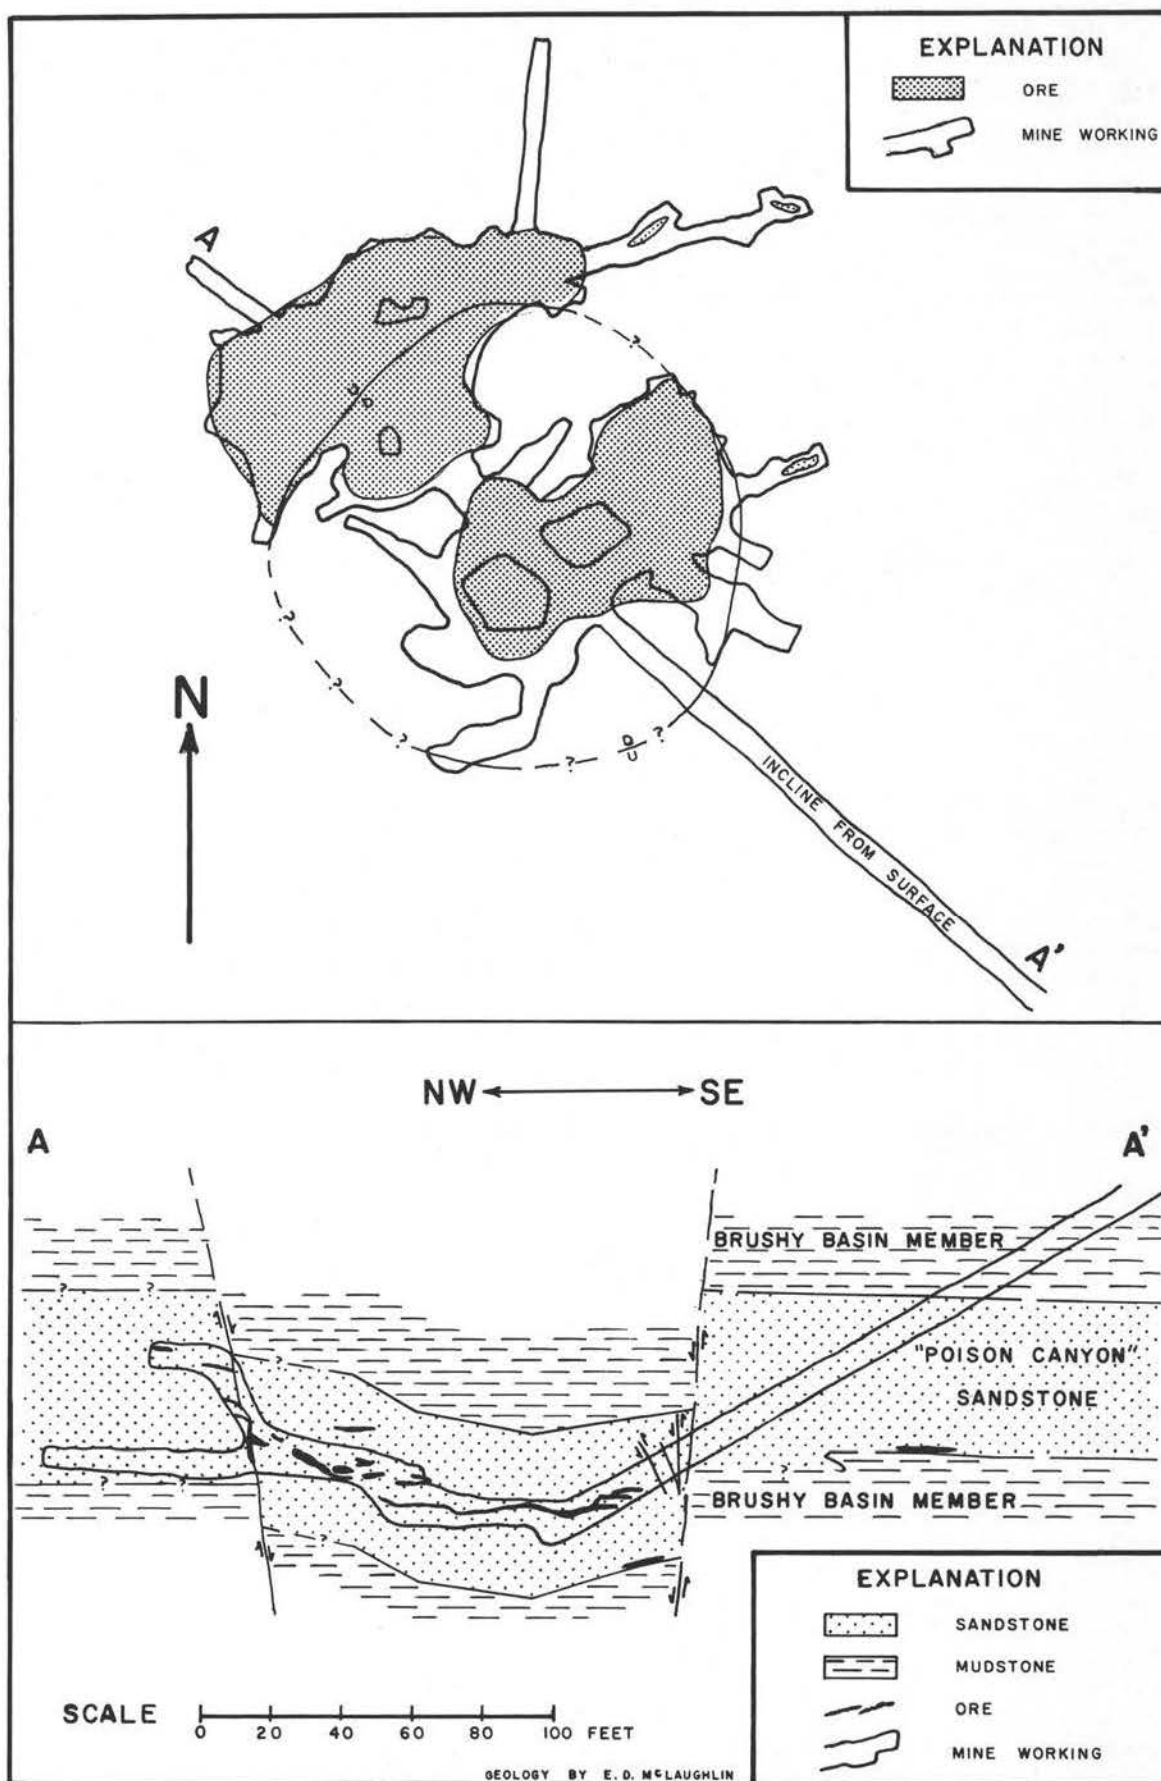 EXPLANATION
ORE
MINE WORKING
A
?
U
D
?
?
?
?
?
?
D
U
N
INCLINE FROM SURFACE
A'
NW SE
A
A'
BRUSHY BASIN MEMBER
? ?
"POISON CANYON"
SANDSTONE
?
?
? ?
BRUSHY BASIN MEMBER
?
EXPLANATION
SANDSTONE
MUDSTONE
ORE
MINE WORKING
SCALE
0 20 40 60 80 100 FEET
GEOLOGY BY E. D. McLAUGHLIN